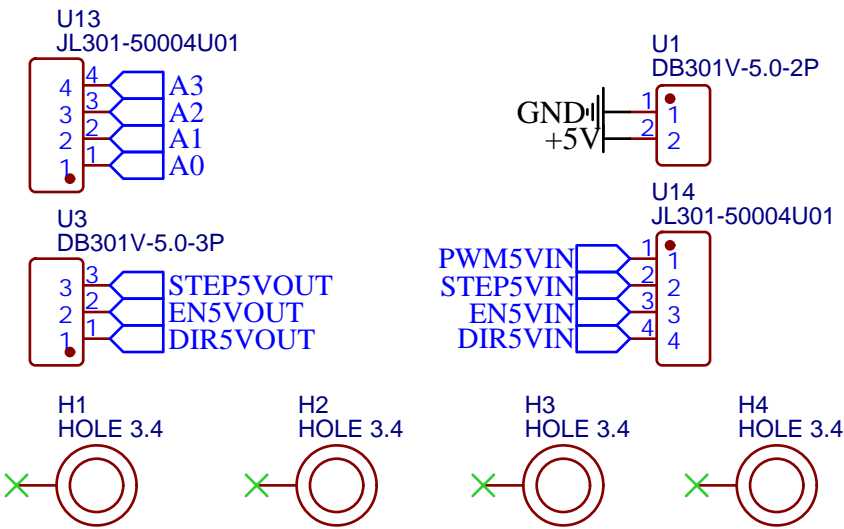 U13
JL301-50004U01
4 4 A3
3 3 A2
2 2 A1
1 1 A0
U1
DB301V-5.0-2P
GND 1 1
+5V 2 2
U3
DB301V-5.0-3P
3 3 STEP5VOUT
2 2 EN5VOUT
1 1 DIR5VOUT
U14
JL301-50004U01
PWM5VIN 1 1
STEP5VIN 2 2
EN5VIN 3 3
DIR5VIN 4 4
H1
HOLE 3.4
H2
HOLE 3.4
H3
HOLE 3.4
H4
HOLE 3.4